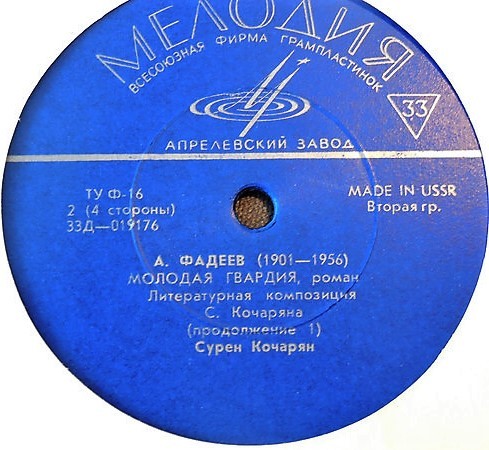 МЕЛОДИЯ
ВСЕСОЮЗНАЯ ФИРМА ГРАМПЛАСТИНОК
33
АПРЕЛЕВСКИЙ ЗАВОД
ТУ Ф-16
2 (4 стороны)
33Д—019176
MADE IN USSR
Вторая гр.
А. ФАДЕЕВ (1901—1956)
МОЛОДАЯ ГВАРДИЯ, роман
Литературная композиция
С. Кочаряна
(продолжение 1)
Сурен Кочарян